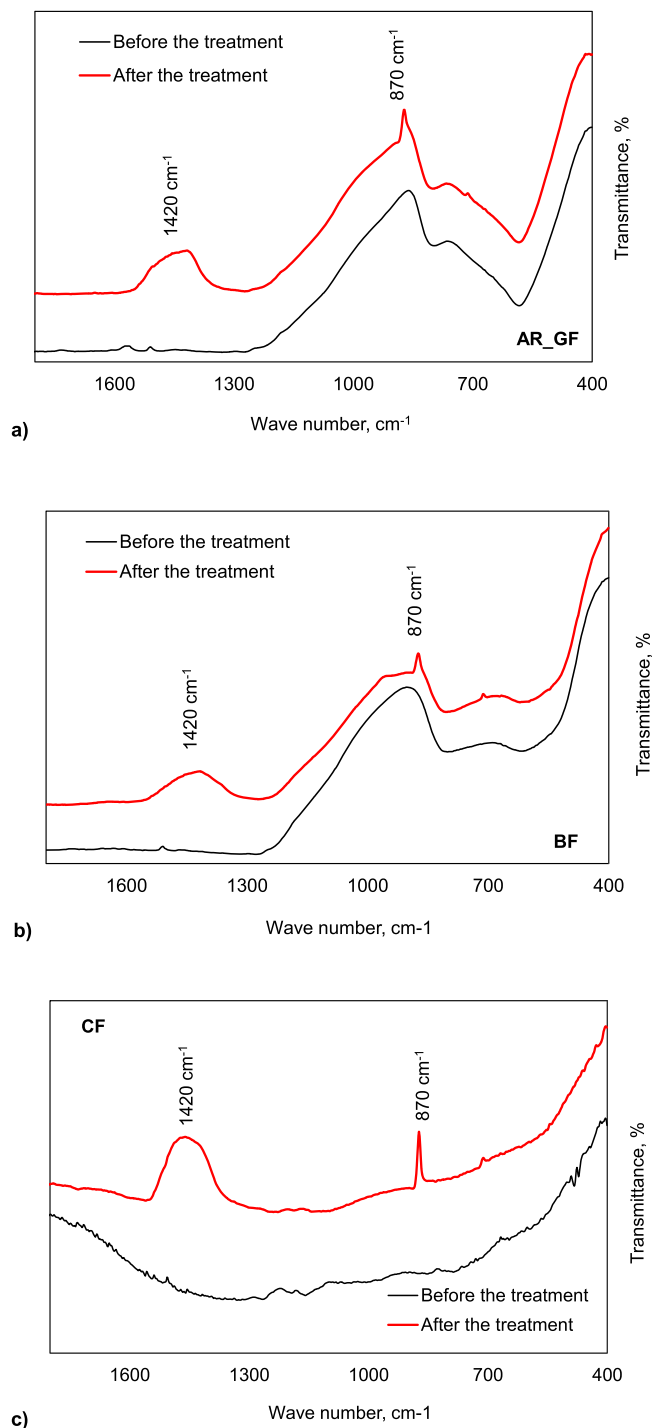 Before the treatment
After the treatment
870 cm⁻¹
1420 cm⁻¹
Transmittance, %
AR_GF
1600 1300 1000 700 400
Wave number, cm⁻¹
a)
Before the treatment
After the treatment
870 cm⁻¹
1420 cm⁻¹
Transmittance, %
BF
1600 1300 1000 700 400
Wave number, cm-1
b)
CF
1420 cm⁻¹
870 cm⁻¹
Transmittance, %
Before the treatment
After the treatment
1600 1300 1000 700 400
Wave number, cm-1
c)